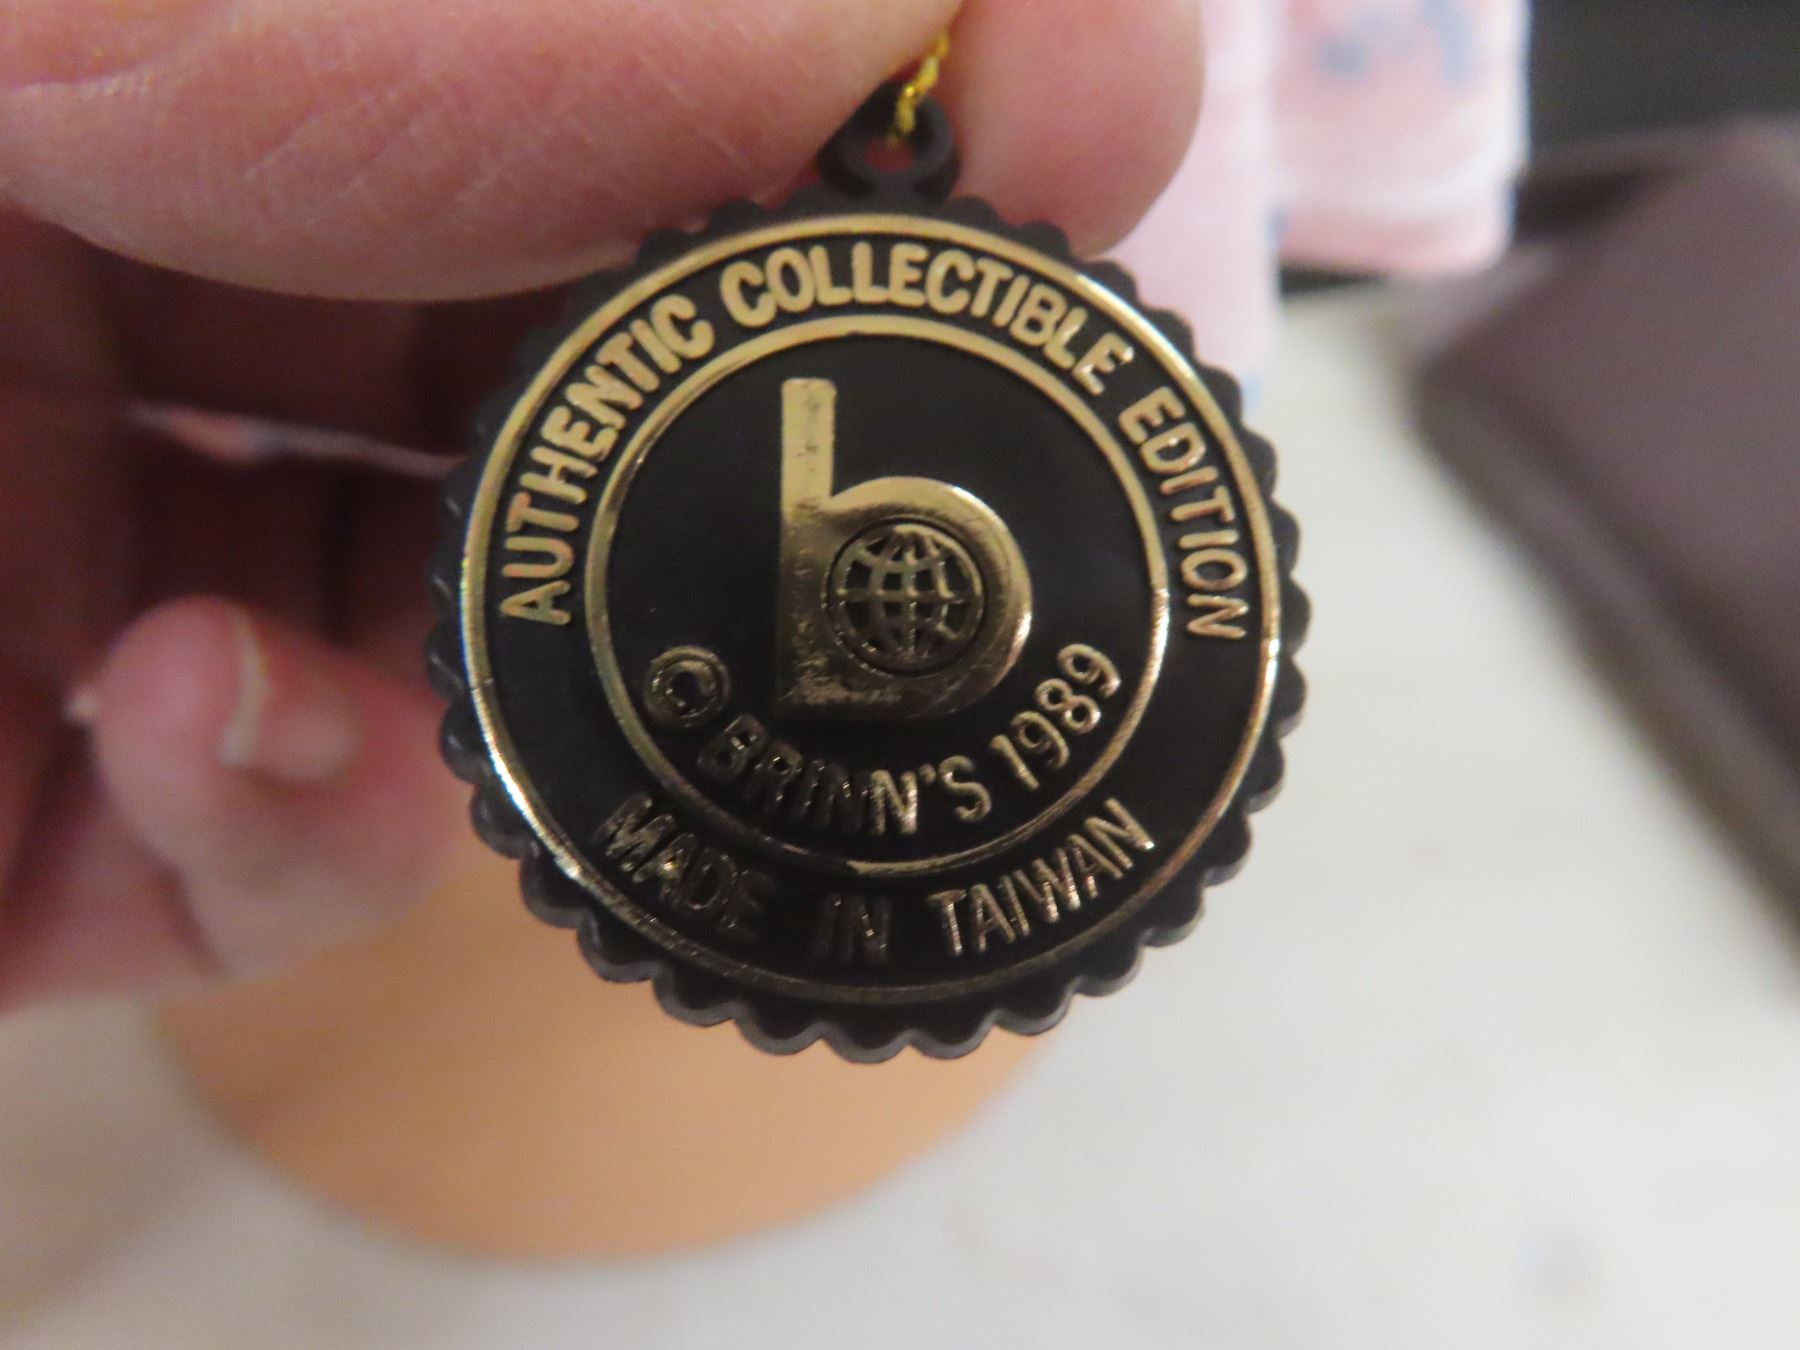 AUTHENTIC COLLECTIBLE EDITION
b
© BRINN'S 1989
MADE IN TAIWAN